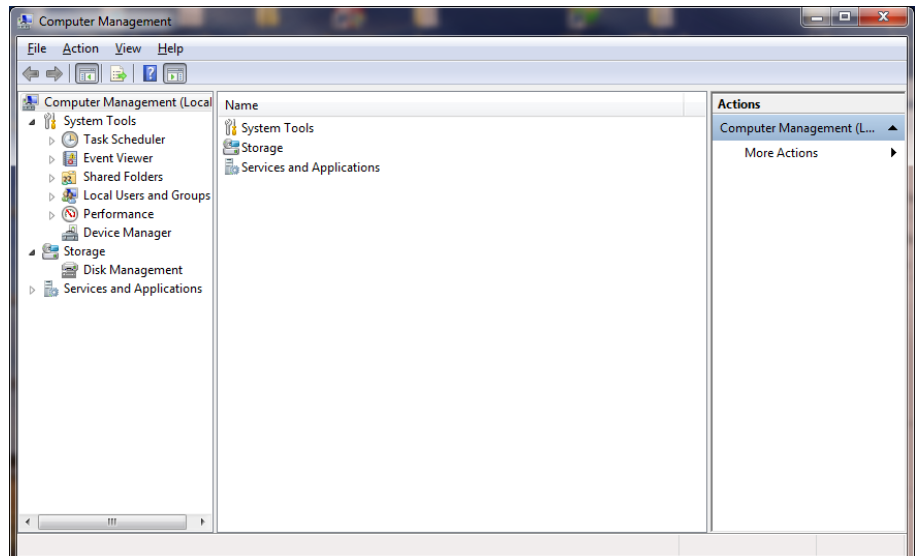 Computer Management
File Action View Help
Computer Management (Local
System Tools
Task Scheduler
Event Viewer
Shared Folders
Local Users and Groups
Performance
Device Manager
Storage
Disk Management
Services and Applications
Name
System Tools
Storage
Services and Applications
Actions
Computer Management (L...
More Actions